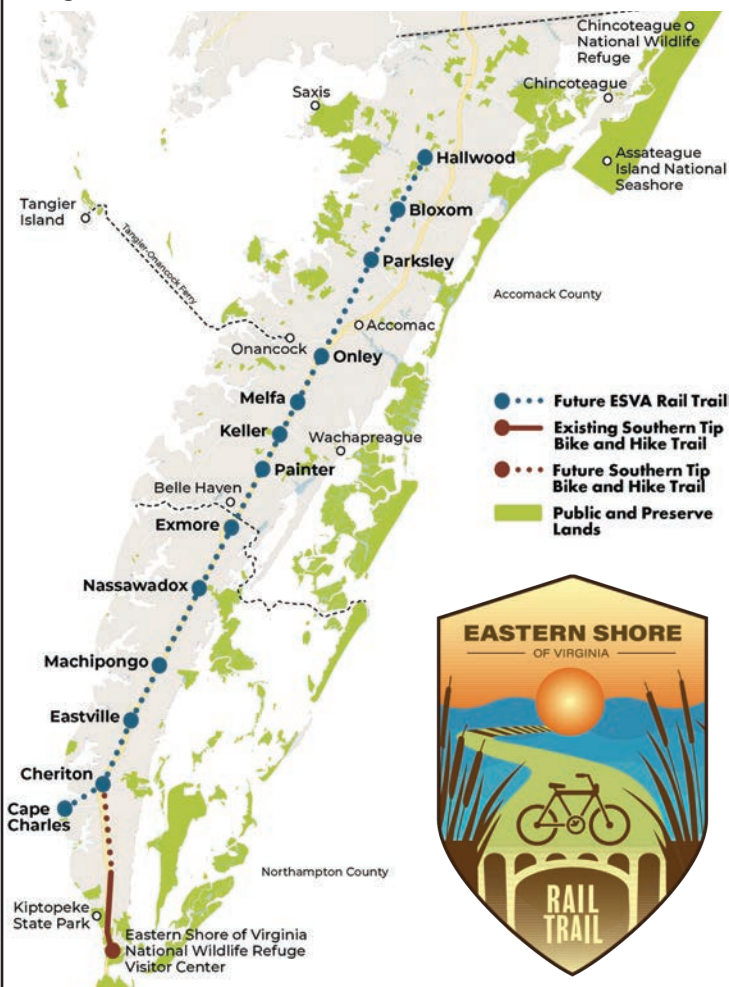 Chincoteague
National Wildlife
Refuge
Chincoteague
Saxis
Hallwood
Assateague
Island National
Seashore
Tangier
Island
Bloxom
Tangier-Onancock Ferry
Parksley
Accomack County
Accomac
Onancock
Onley
Melfa
Keller
Wachapreague
Painter
Belle Haven
Exmore
Nassawadox
Machipongo
Eastville
Cheriton
Cape
Charles
Northampton County
Kiptopeke
State Park
Eastern Shore of Virginia
National Wildlife Refuge
Visitor Center
Future ESVA Rail Trail
Existing Southern Tip
Bike and Hike Trail
Future Southern Tip
Bike and Hike Trail
Public and Preserve
Lands
EASTERN SHORE
OF VIRGINIA
RAIL
TRAIL